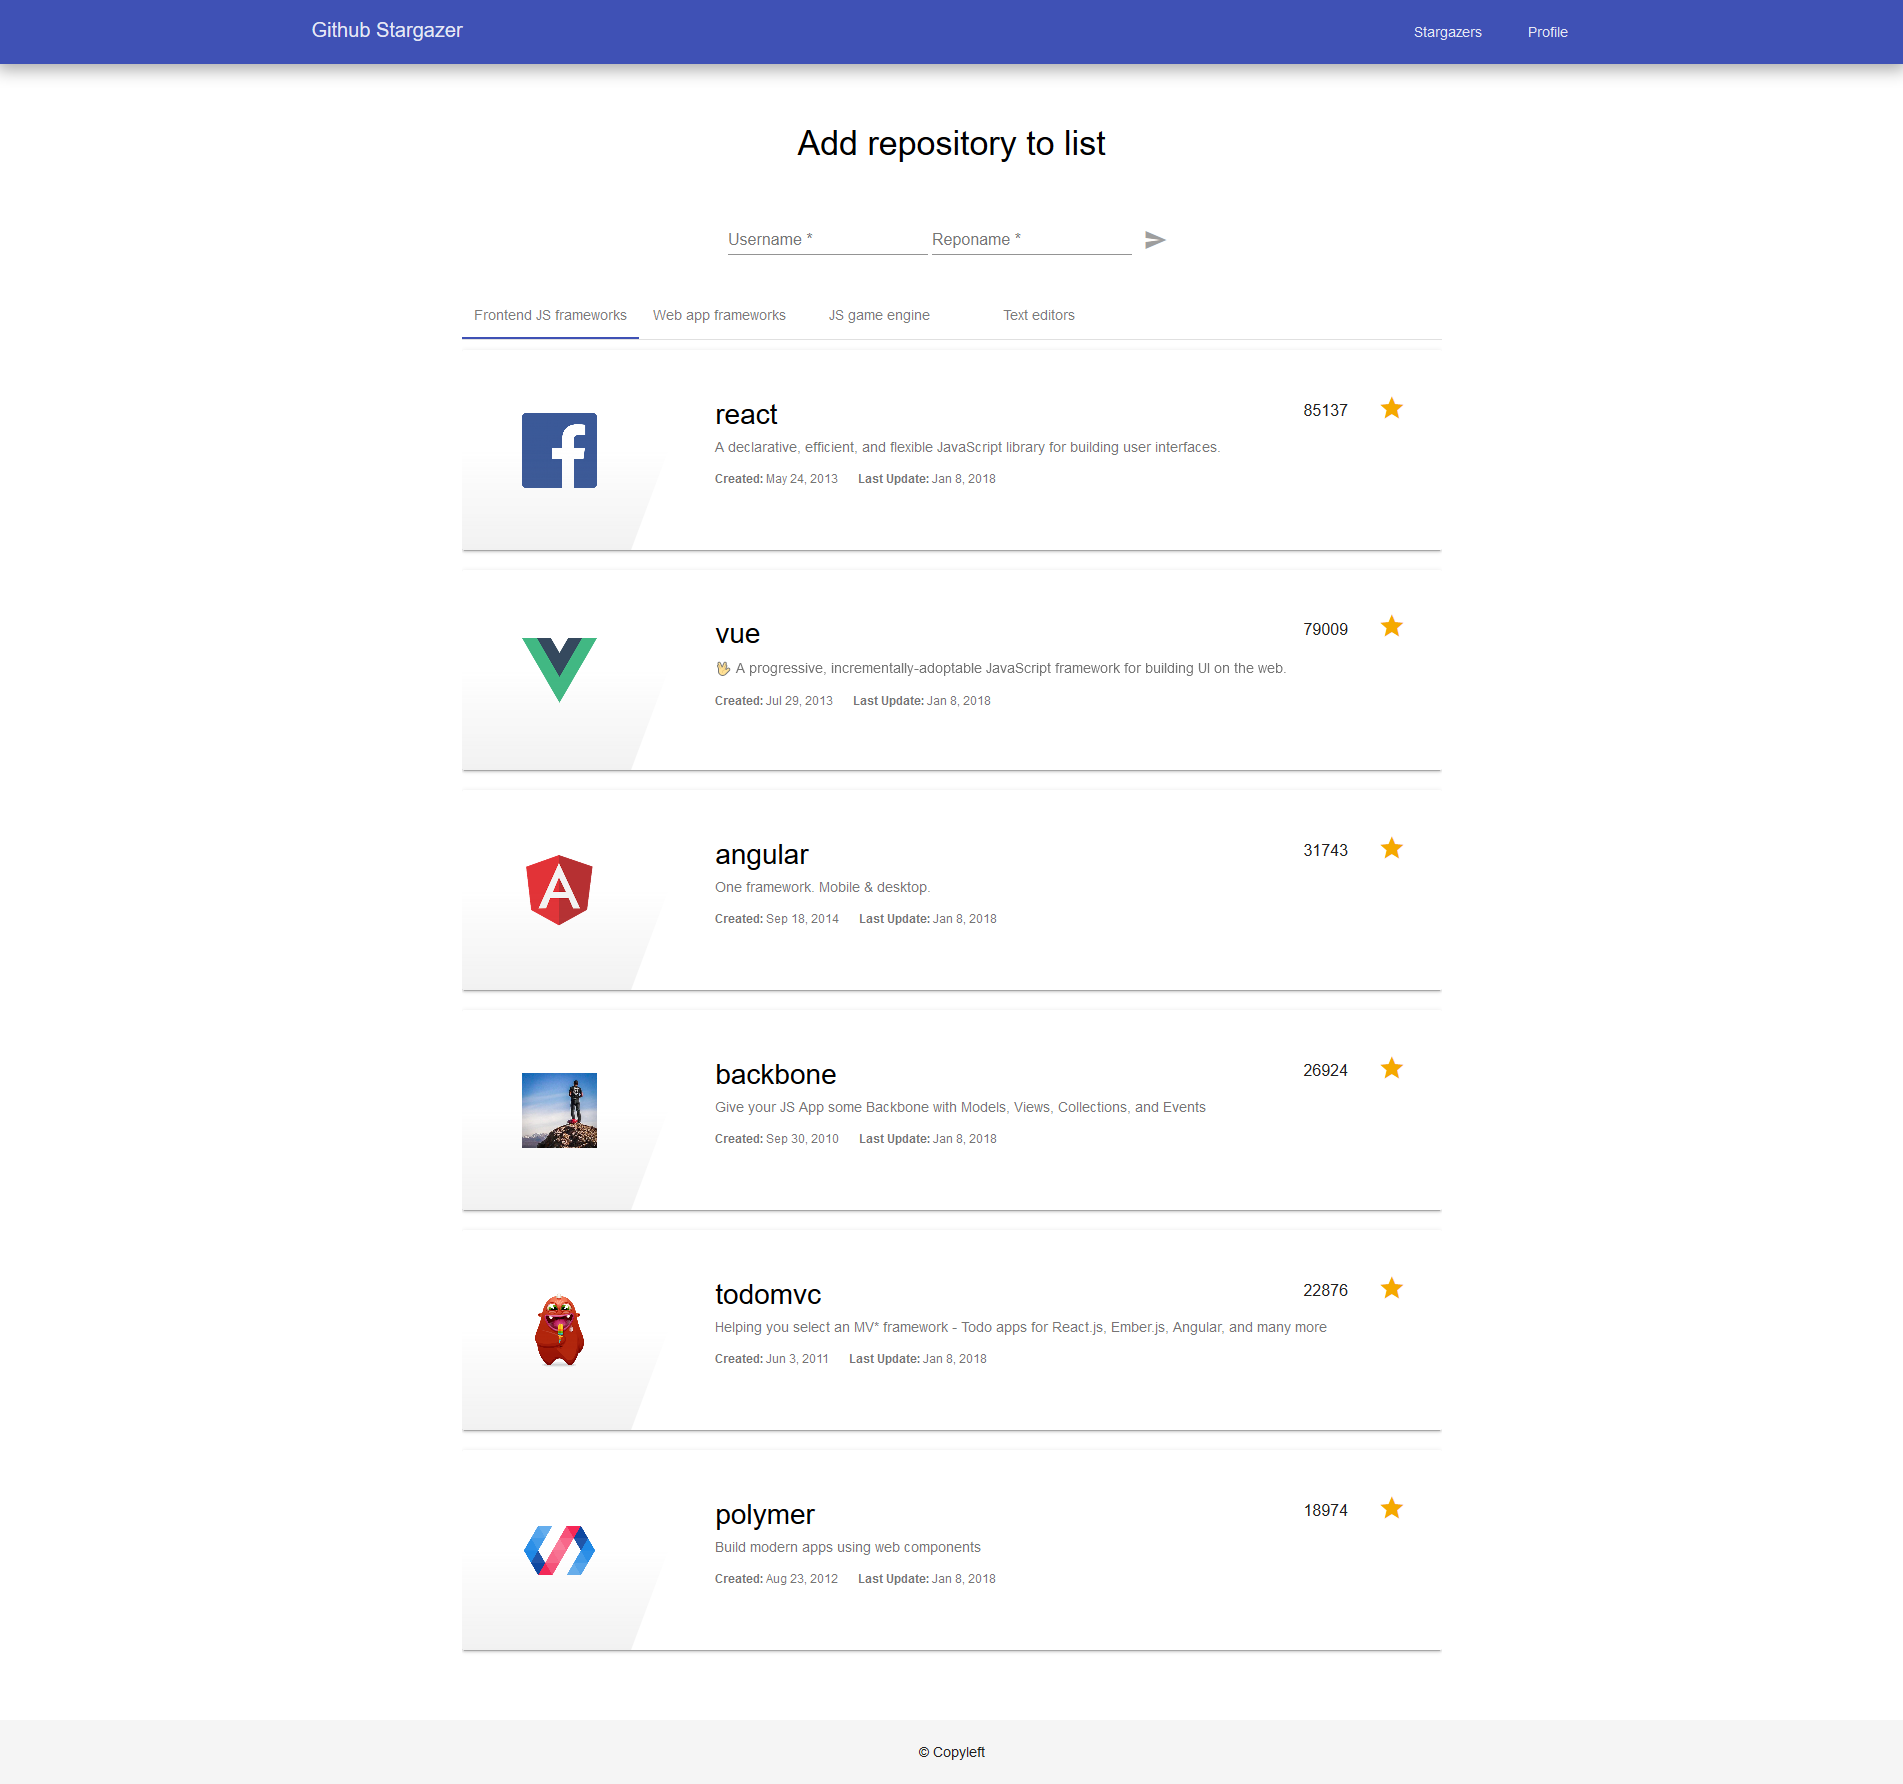 Github Stargazer
Stargazers
Profile
Add repository to list
Username *
Reponame *
Frontend JS frameworks
Web app frameworks
JS game engine
Text editors
react
85137
A declarative, efficient, and flexible JavaScript library for building user interfaces.
Created: May 24, 2013 Last Update: Jan 8, 2018
vue
79009
🖖 A progressive, incrementally-adoptable JavaScript framework for building UI on the web.
Created: Jul 29, 2013 Last Update: Jan 8, 2018
angular
31743
One framework. Mobile & desktop.
Created: Sep 18, 2014 Last Update: Jan 8, 2018
backbone
26924
Give your JS App some Backbone with Models, Views, Collections, and Events
Created: Sep 30, 2010 Last Update: Jan 8, 2018
todomvc
22876
Helping you select an MV* framework - Todo apps for React.js, Ember.js, Angular, and many more
Created: Jun 3, 2011 Last Update: Jan 8, 2018
polymer
18974
Build modern apps using web components
Created: Aug 23, 2012 Last Update: Jan 8, 2018
© Copyleft